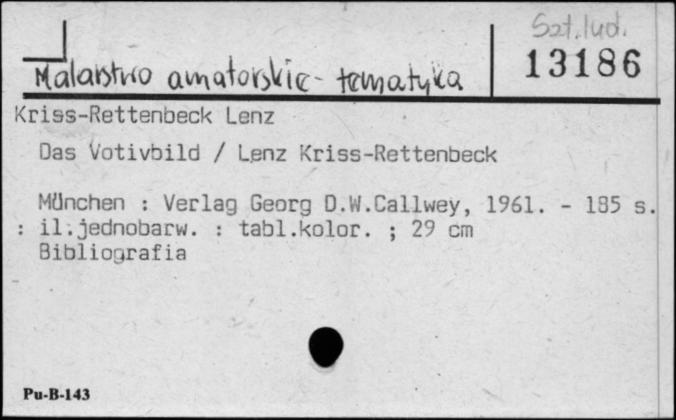 Szt. lud.
13186
Malarstwo amatorskie - tematyka
Kriss-Rettenbeck Lenz
Das Votivbild / Lenz Kriss-Rettenbeck
München : Verlag Georg D.W.Callwey, 1961. - 185 s.
: il.jednobarw. : tabl.kolor. ; 29 cm
Bibliografia
Pu-B-143